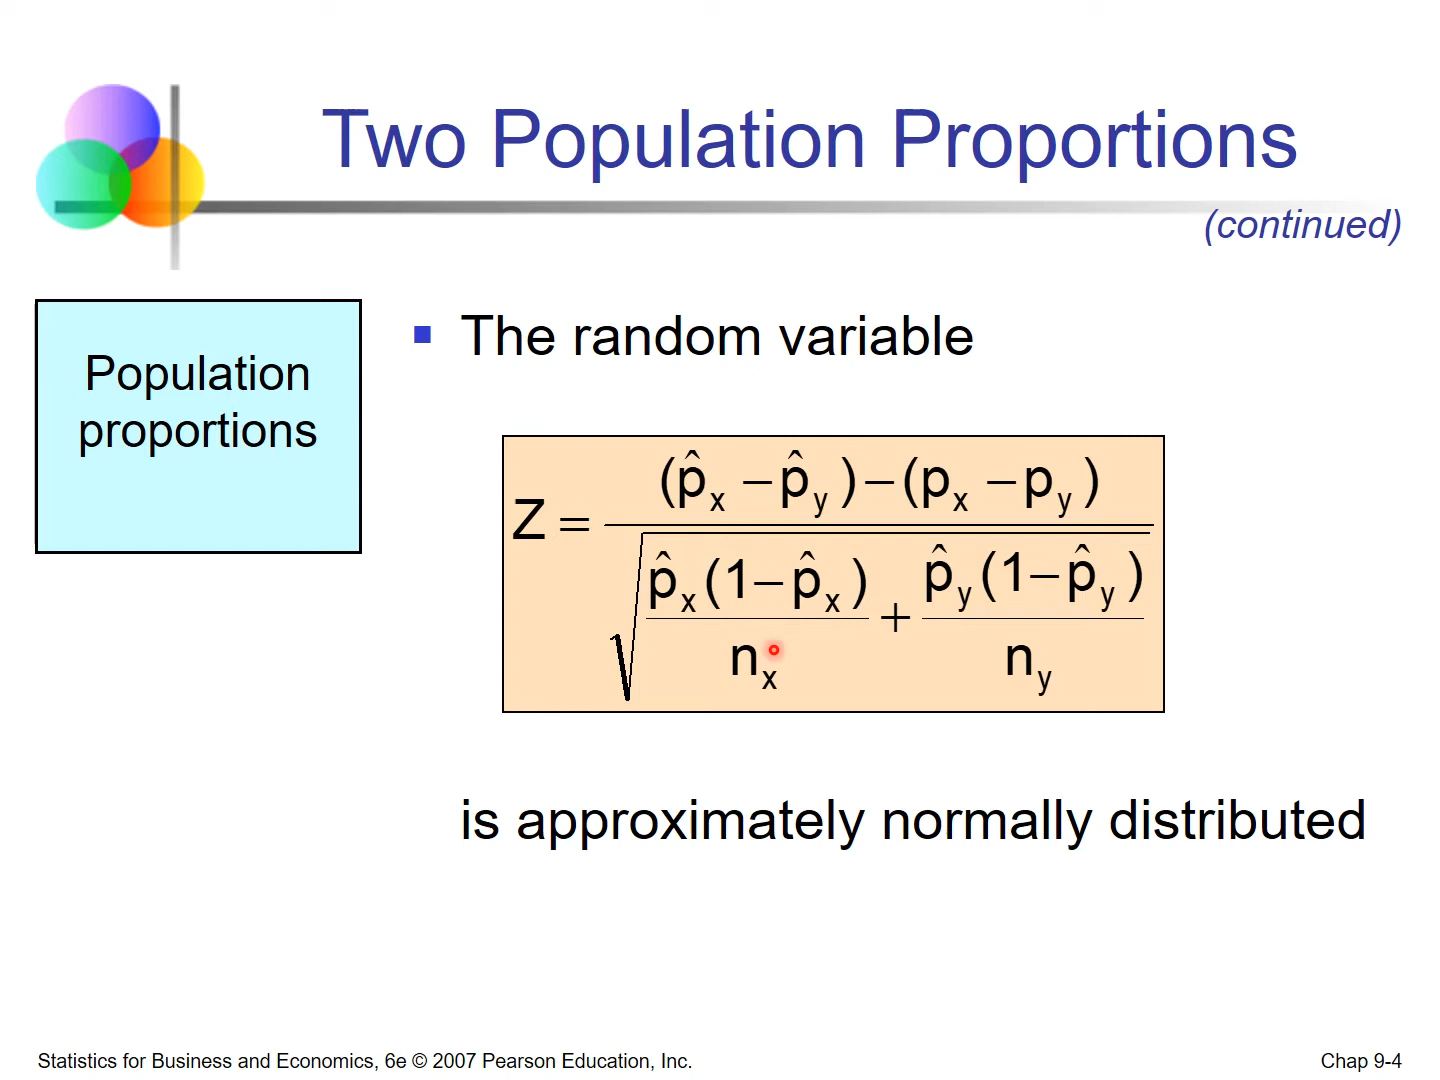 Two Population Proportions
(continued)
Population
proportions
▪ The random variable
Z = ((p̂x − p̂y) − (px − py)) / √(p̂x(1 − p̂x)/nx + p̂y(1 − p̂y)/ny)
is approximately normally distributed
Statistics for Business and Economics, 6e © 2007 Pearson Education, Inc.
Chap 9-4